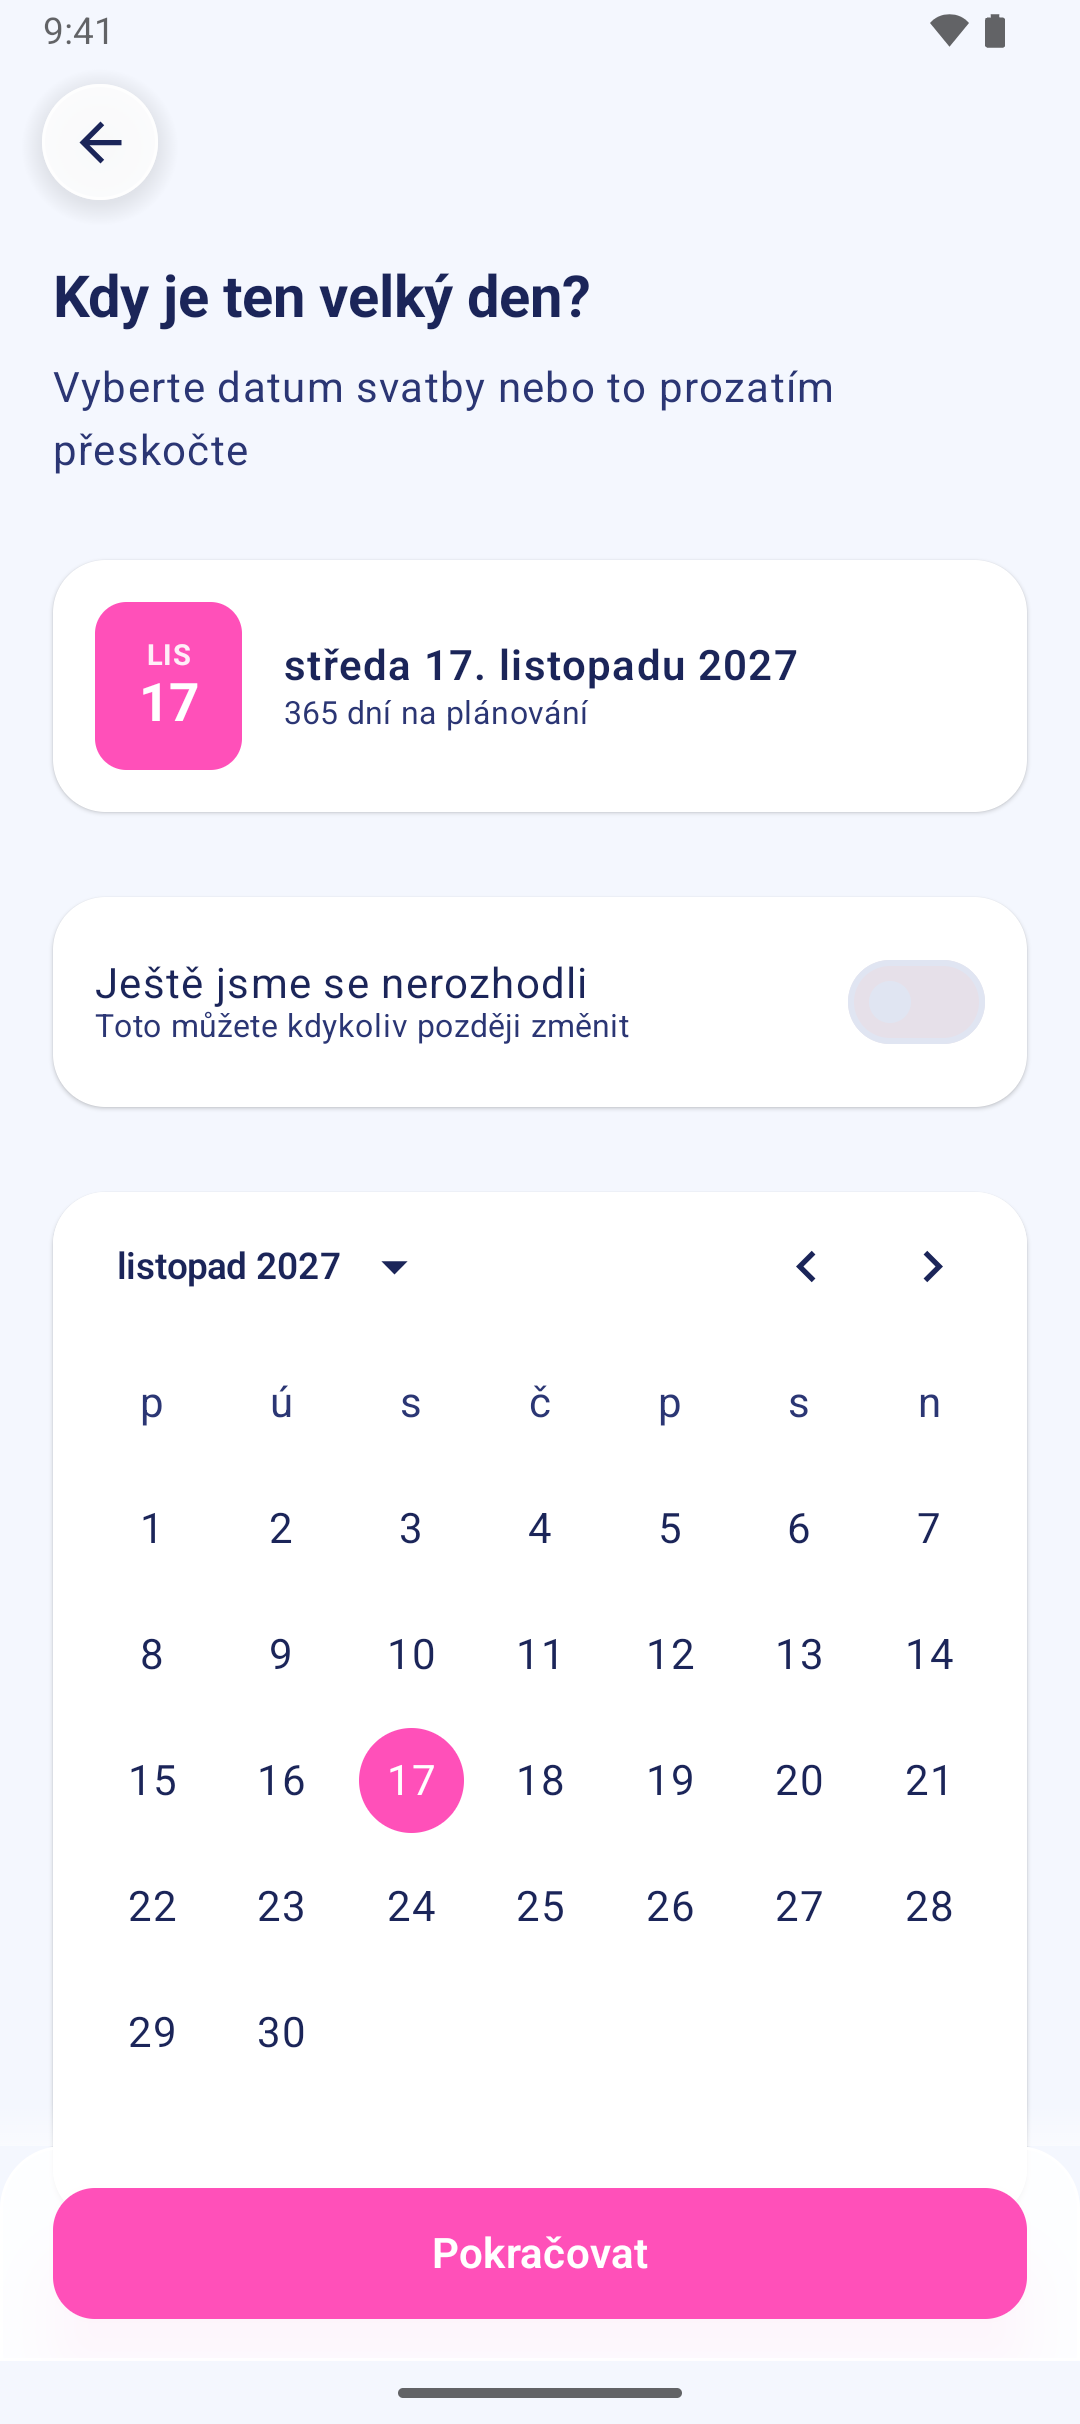 9:41
Kdy je ten velký den?
Vyberte datum svatby nebo to prozatím
přeskočte
LIS
17
středa 17. listopadu 2027
365 dní na plánování
Ještě jsme se nerozhodli
Toto můžete kdykoliv později změnit
listopad 2027
p ú s č p s n
1 2 3 4 5 6 7
8 9 10 11 12 13 14
15 16 17 18 19 20 21
22 23 24 25 26 27 28
29 30
Pokračovat